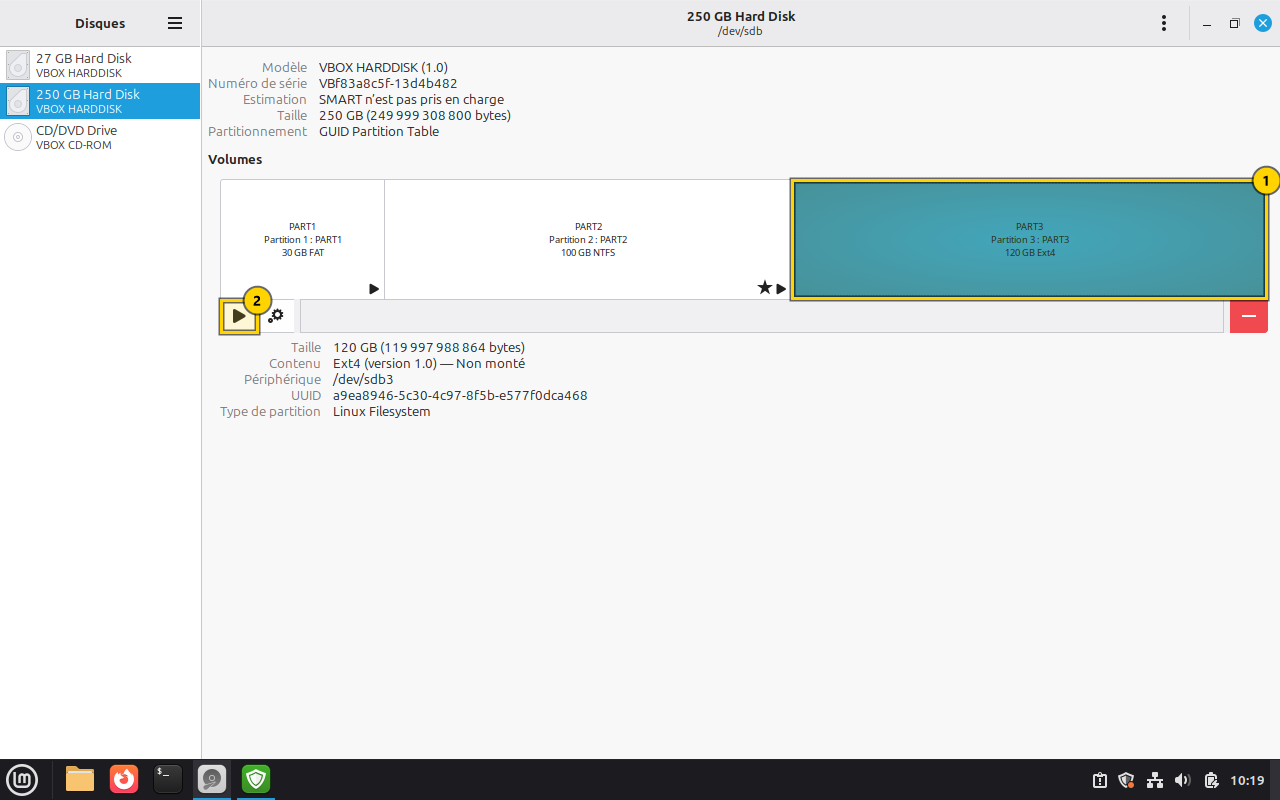 Disques
250 GB Hard Disk
/dev/sdb
27 GB Hard Disk
VBOX HARDDISK
250 GB Hard Disk
VBOX HARDDISK
CD/DVD Drive
VBOX CD-ROM
Modèle VBOX HARDDISK (1.0)
Numéro de série VBf83a8c5f-13d4b482
Estimation SMART n’est pas pris en charge
Taille 250 GB (249 999 308 800 bytes)
Partitionnement GUID Partition Table
Volumes
PART1
Partition 1 : PART1
30 GB FAT
PART2
Partition 2 : PART2
100 GB NTFS
1
PART3
Partition 3 : PART3
120 GB Ext4
2
Taille 120 GB (119 997 988 864 bytes)
Contenu Ext4 (version 1.0) — Non monté
Périphérique /dev/sdb3
UUID a9ea8946-5c30-4c97-8f5b-e577f0dca468
Type de partition Linux Filesystem
$_
10:19